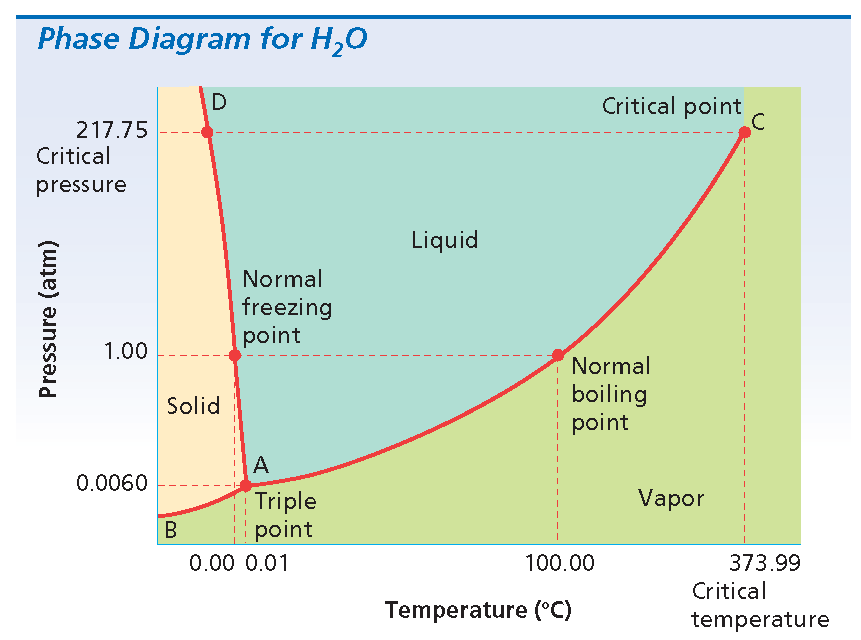 Phase Diagram for H₂O
D
Critical point
C
217.75
Critical
pressure
Liquid
Normal
freezing
point
Pressure (atm)
1.00
Normal
boiling
point
Solid
A
0.0060
Triple
point
Vapor
B
0.00 0.01
100.00
373.99
Critical
temperature
Temperature (°C)